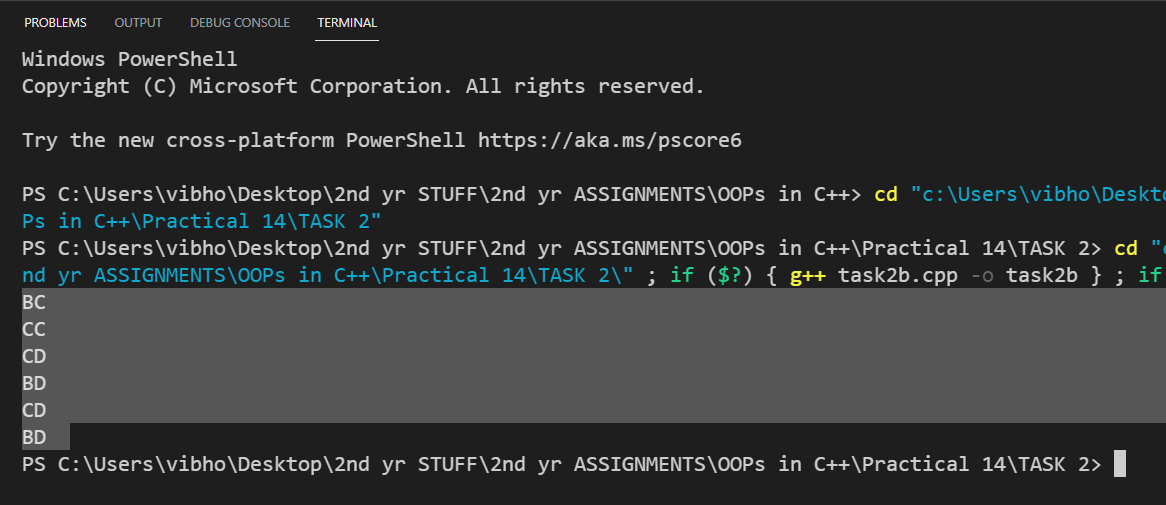 PROBLEMS OUTPUT DEBUG CONSOLE TERMINAL
Windows PowerShell
Copyright (C) Microsoft Corporation. All rights reserved.
Try the new cross-platform PowerShell https://aka.ms/pscore6
PS C:\Users\vibho\Desktop\2nd yr STUFF\2nd yr ASSIGNMENTS\OOPs in C++> cd "c:\Users\vibho\Deskto
Ps in C++\Practical 14\TASK 2"
PS C:\Users\vibho\Desktop\2nd yr STUFF\2nd yr ASSIGNMENTS\OOPs in C++\Practical 14\TASK 2> cd "c
nd yr ASSIGNMENTS\OOPs in C++\Practical 14\TASK 2\" ; if ($?) { g++ task2b.cpp -o task2b } ; if
BC
CC
CD
BD
CD
BD
PS C:\Users\vibho\Desktop\2nd yr STUFF\2nd yr ASSIGNMENTS\OOPs in C++\Practical 14\TASK 2>